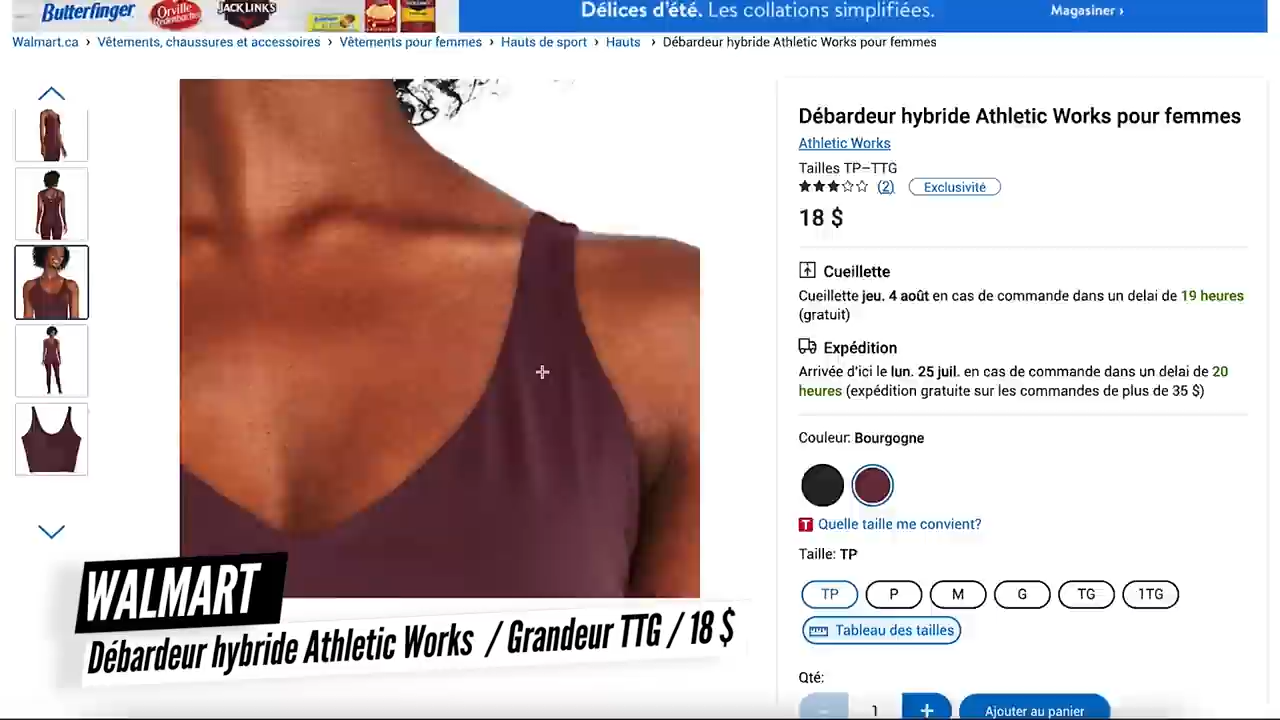 Butterfinger
Orville Redenbacher's
JACK LINK'S
Délices d'été. Les collations simplifiées.
Magasiner ›
Walmart.ca › Vêtements, chaussures et accessoires › Vêtements pour femmes › Hauts de sport › Hauts › Débardeur hybride Athletic Works pour femmes
Débardeur hybride Athletic Works pour femmes
Athletic Works
Tailles TP–TTG
★★★☆☆ (2) Exclusivité
18 $
Cueillette
Cueillette jeu. 4 août en cas de commande dans un delai de 19 heures
(gratuit)
Expédition
Arrivée d'ici le lun. 25 juil. en cas de commande dans un délai de 20
heures (expédition gratuite sur les commandes de plus de 35 $)
Couleur: Bourgogne
T Quelle taille me convient?
Taille: TP
TP P M G TG 1TG
Tableau des tailles
Qté:
– 1 + Ajouter au panier
WALMART
Débardeur hybride Athletic Works / Grandeur TTG / 18 $